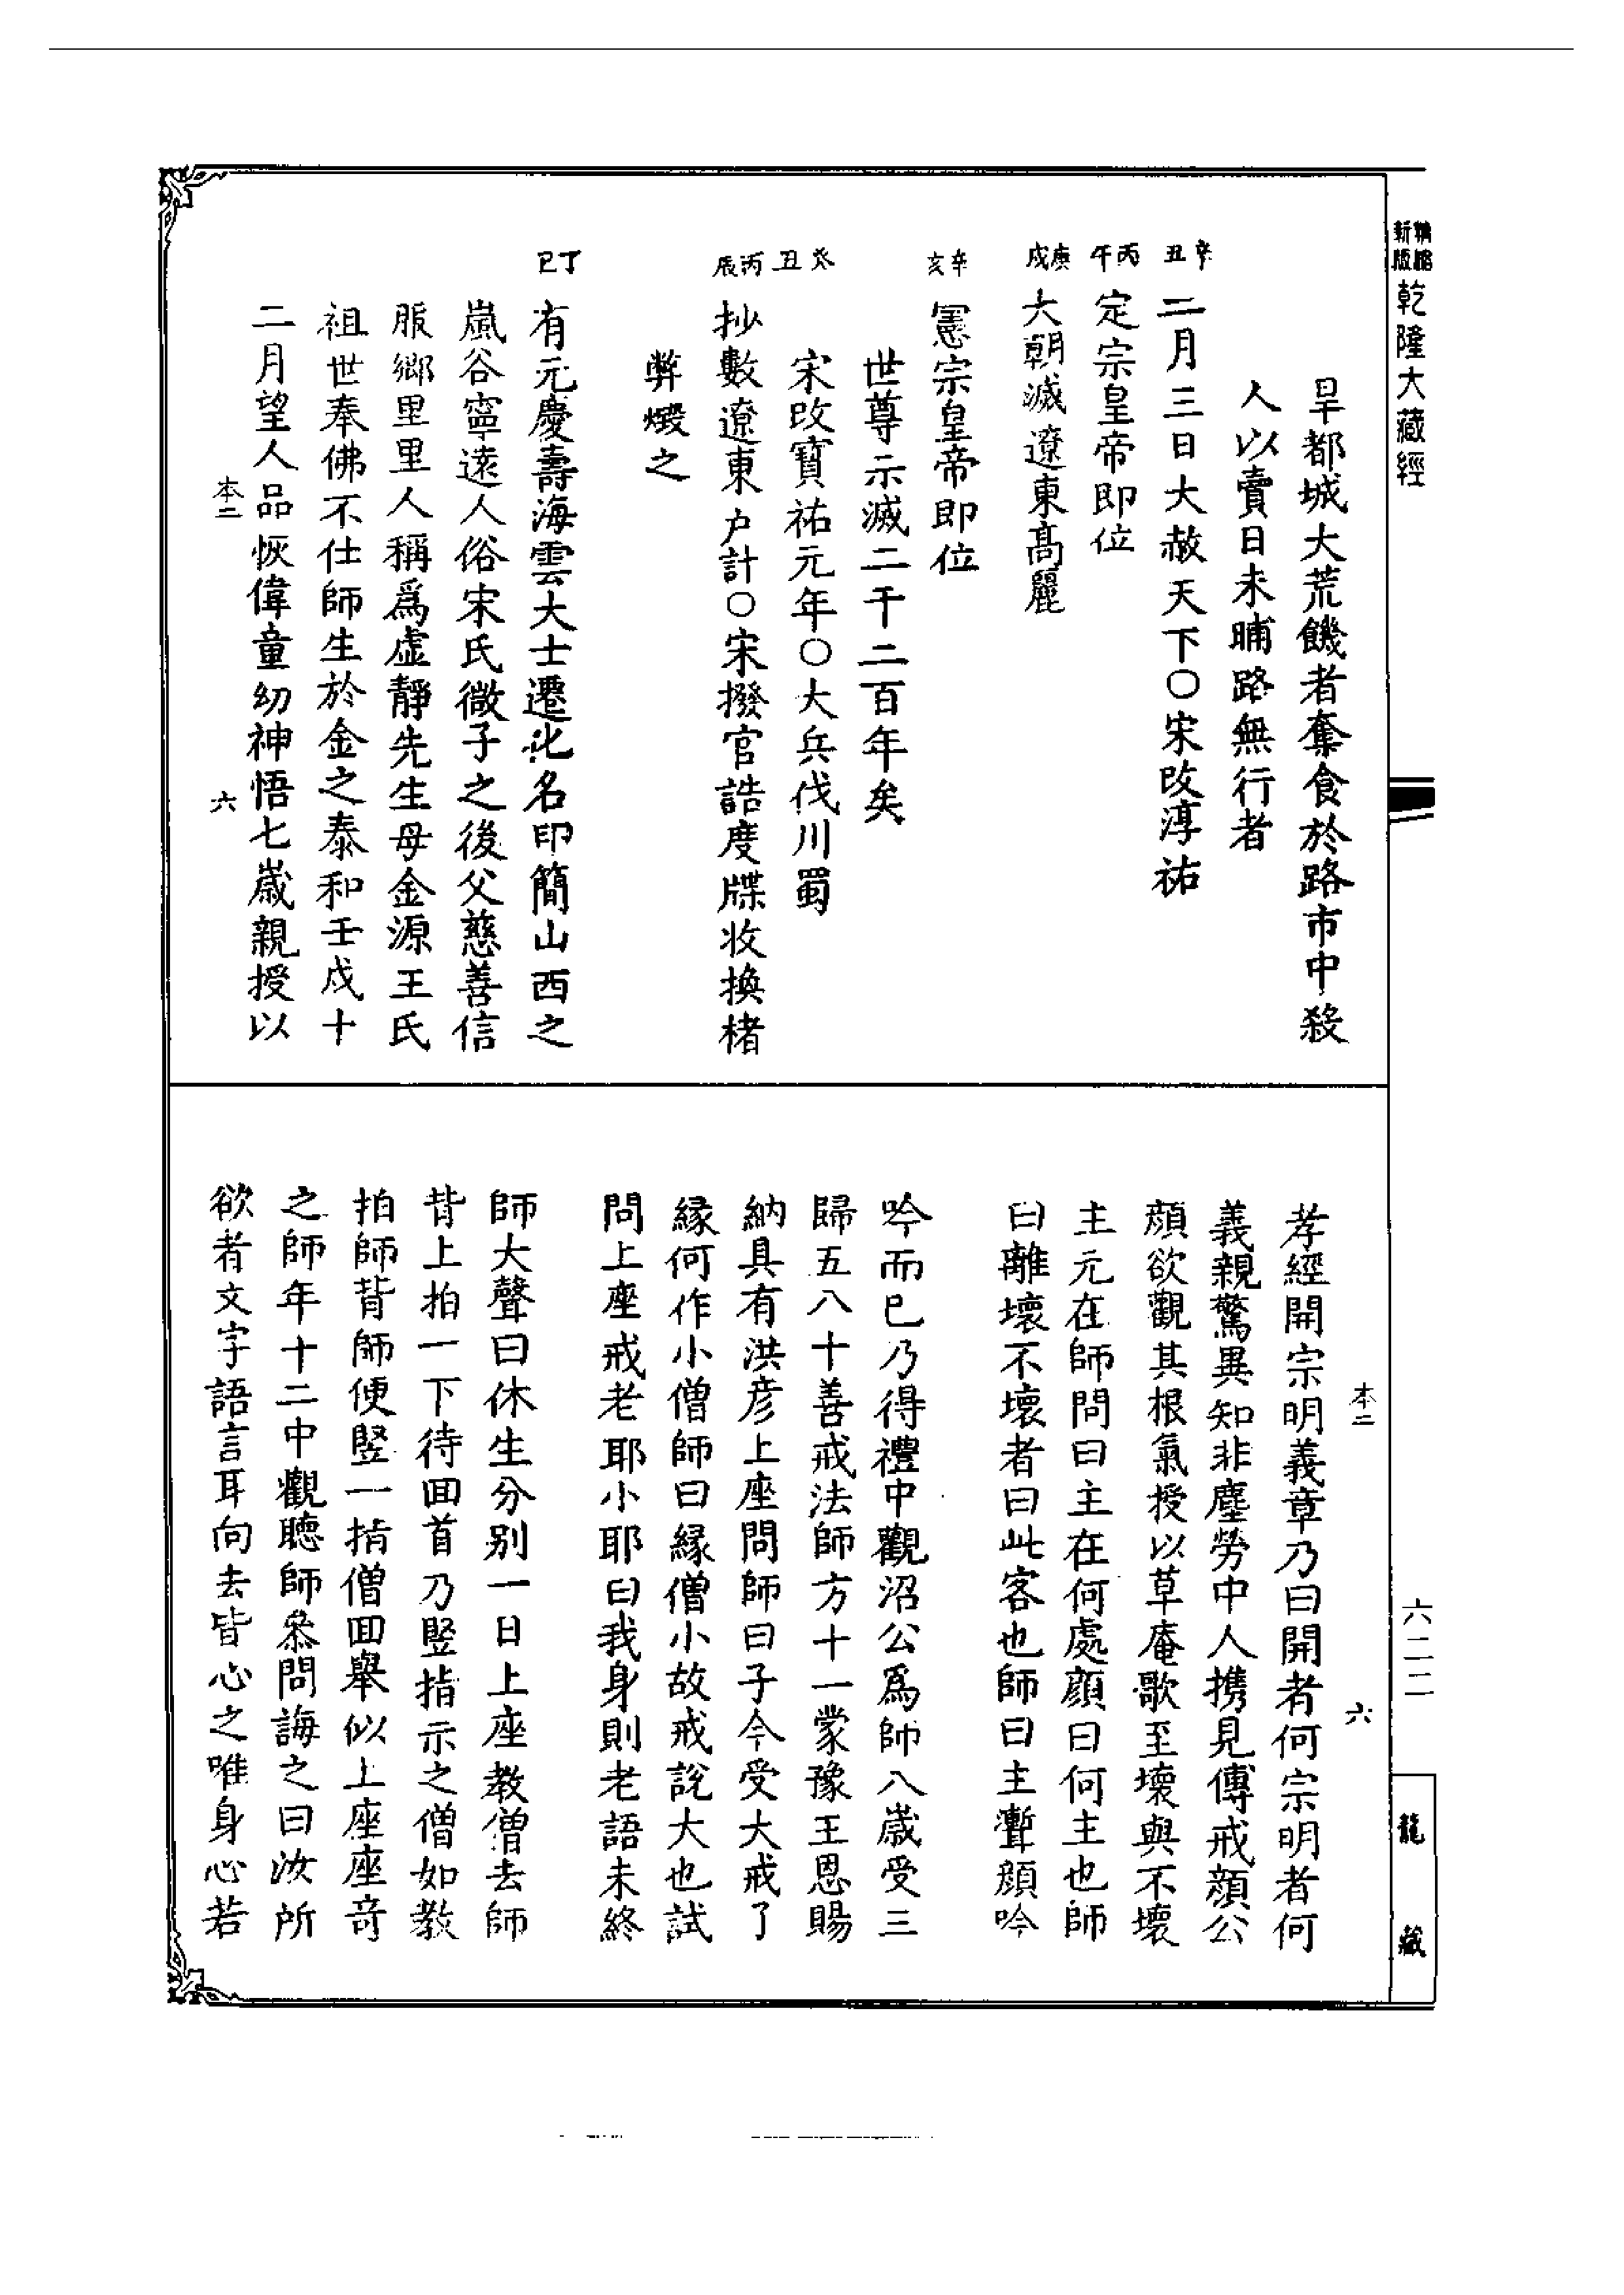 新編
新版
乾隆大藏經
旱都城大荒饑者奪食於路市中殺
人以賣日未晡路無行者
辛丑
二月三日大赦天下○宋改淳祐
丙午
定宗皇帝即位
庚戌
大朝滅遼東髙麗
辛亥
憲宗皇帝即位
世尊示滅二千二百年矣
癸丑
宋改寳祐元年○大兵伐川蜀
丙辰
抄數遼東户計○宋撥官誥度牒收換楮
弊燬之
丁巳
有元慶壽海雲大士遷化名印簡山西之
嵐谷寧遠人俗宋氏微子之後父慈善信
服鄉里里人稱爲虚靜先生母金源王氏
祖世奉佛不仕師生於金之泰和壬戌十
二月望人品恢偉童幼神悟七嵗親授以
本二
六
六二二
龍藏
本二
六
孝經開宗明義章乃曰開者何宗明者何
義親驚異知非塵勞中人携見傳戒顔公
顔欲觀其根氣授以草庵歌至壞與不壞
主元在師問曰主在何處顔曰何主也師
曰離壞不壞者曰此客也師曰主聻顔吟
吟而已乃得禮中觀沼公爲師八嵗受三
歸五八十善戒法師方十一蒙豫王恩賜
納具有洪彦上座問師曰子今受大戒了
縁何作小僧師曰縁僧小故戒說大也試
問上座戒老耶小耶曰我身則老語未終
師大聲曰休生分别一日上座教僧去師
背上拍一下待回首乃竪指示之僧如教
拍師背師便竪一指僧回舉似上座座奇
之師年十二中觀聽師叅問誨之曰汝所
欲者文字語言耳向去皆心之唯身心若